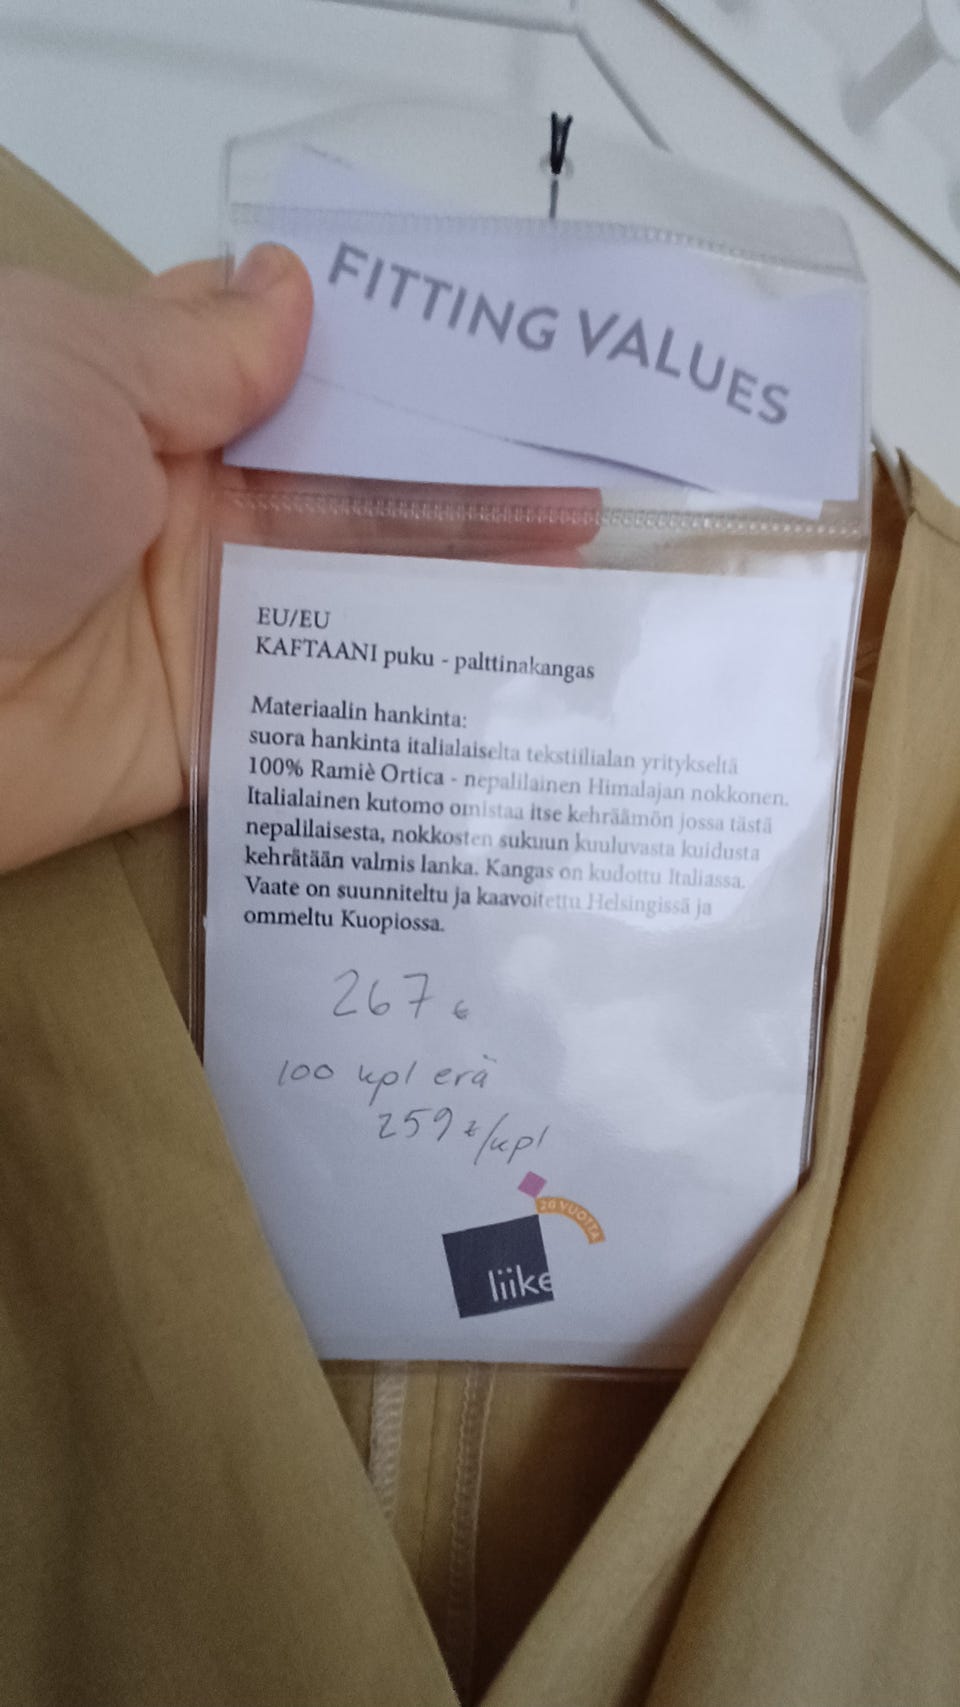 FITTING VALUES
EU/EU
KAFTAANI puku - palttinakangas
Materiaalin hankinta:
suora hankinta italialaiselta tekstiilialan yritykseltä
100% Ramiè Ortica - nepalilainen Himalajan nokkonen.
Italialainen kutomo omistaa itse kehräämön jossa tästä
nepalilaisesta, nokkosten sukuun kuuluvasta kuidusta
kehrätään valmis lanka. Kangas on kudottu Italiassa.
Vaate on suunniteltu ja kaavoitettu Helsingissä ja
ommeltu Kuopiossa.
267 €
100 kpl erä
259 €/kpl
20 VUOTTA
liike